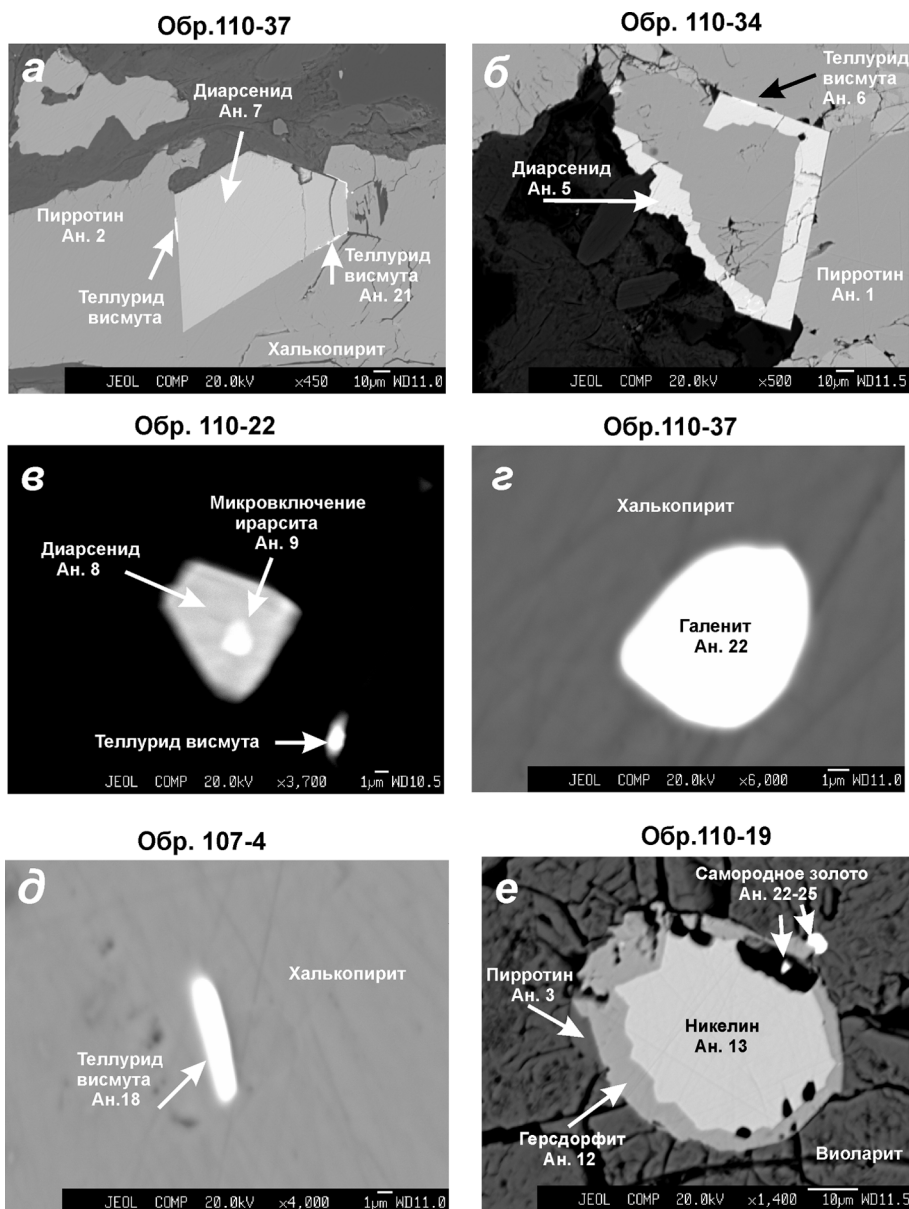 Обр.110-37
Обр. 110-34
а
Диарсенид
Ан. 7
Пирротин
Ан. 2
Теллурид
висмута
Теллурид
висмута
Ан. 21
Халькопирит
JEOL COMP 20.0kV ×450 10µm WD11.0
б
Теллурид
висмута
Ан. 6
Диарсенид
Ан. 5
Пирротин
Ан. 1
JEOL COMP 20.0kV ×500 10µm WD11.5
Обр. 110-22
Обр.110-37
в
Микровключение
ирарсита
Ан. 9
Диарсенид
Ан. 8
Теллурид висмута
JEOL COMP 20.0kV ×3,700 1µm WD10.5
г
Халькопирит
Галенит
Ан. 22
JEOL COMP 20.0kV ×6,000 1µm WD11.0
Обр. 107-4
Обр.110-19
д
Халькопирит
Теллурид
висмута
Ан.18
JEOL COMP 20.0kV ×4,000 1µm WD11.0
е
Самородное золото
Ан. 22-25
Пирротин
Ан. 3
Никелин
Ан. 13
Герсдорфит
Ан. 12
Виоларит
JEOL COMP 20.0kV ×1,400 10µm WD11.5